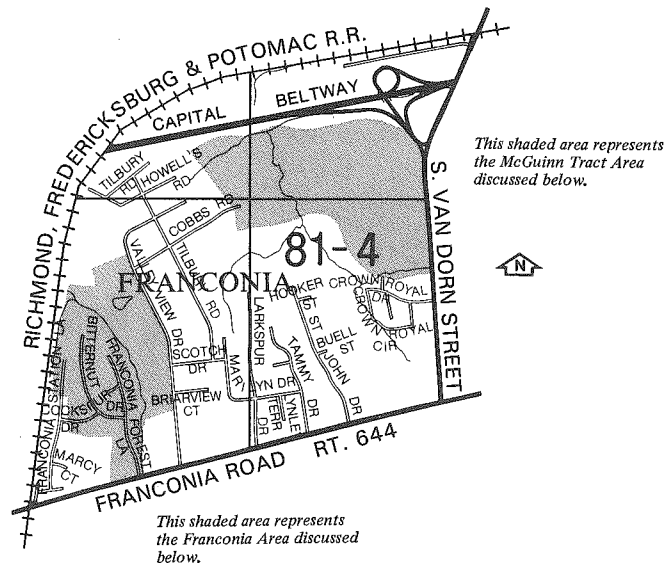 RICHMOND, FREDERICKSBURG & POTOMAC R.R.
CAPITAL BELTWAY
This shaded area represents
the McGuinn Tract Area
discussed below.
TILBURY
RD
HOWELL'S
RD
COBBS RD
S. VAN DORN STREET
N
81-4
FRANCONIA
VALLEY VIEW DR
TILBURY RD
HOOKER
ST
CROWN ROYAL
DR
CROWN ROYAL
CIR
LARKSPUR
DR
BUELL
ST
ST
JOHN
DR
SCOTCH
DR
MARY
LYN DR
TAMMY
DR
LYNLE
TERR
BRIARVIEW
CT
FRANCONIA STATION LA
BITTERNUT
FRANCONIA FOREST
LA
DR
DR
MARCY
CT
FRANCONIA ROAD RT. 644
This shaded area represents
the Franconia Area discussed
below.